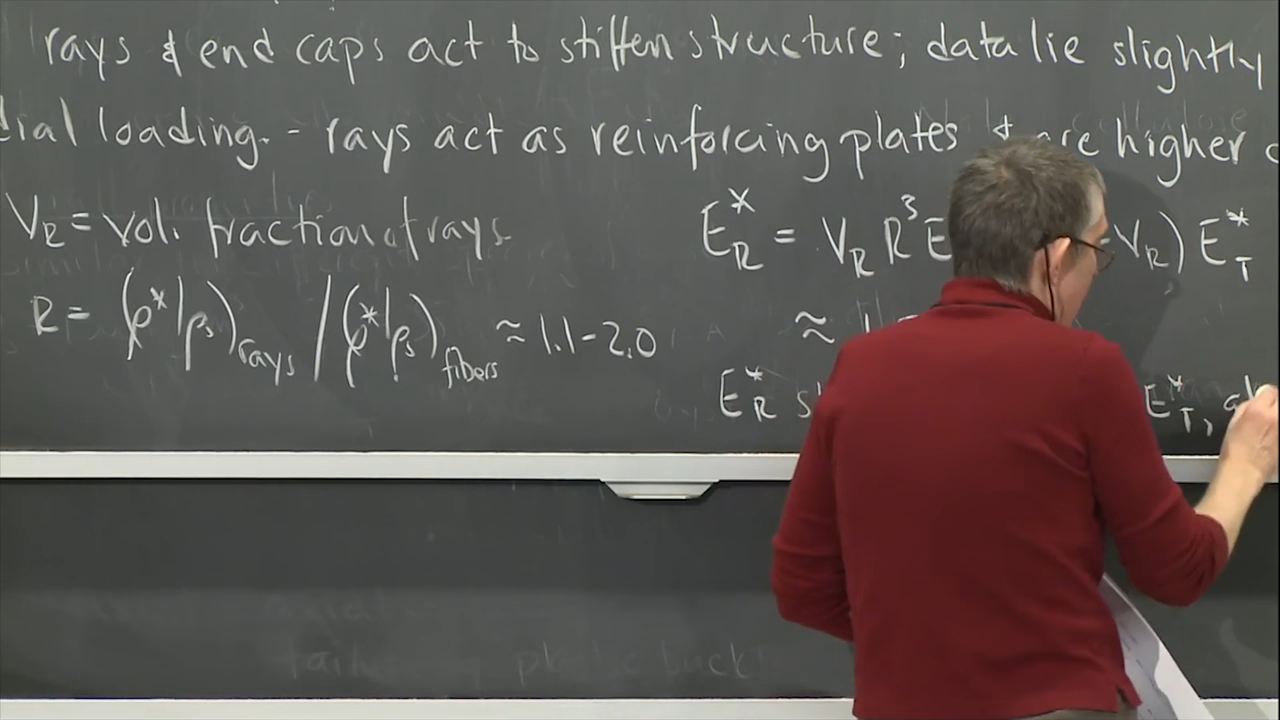 rays & end caps act to stiffen structure; data lie slightly
dial loading. - rays act as reinforcing plates & are higher
V_R = vol. fraction of rays
E*_R = V_R R³ E -V_R) E*_T
R = (ρ*/ρs)rays / (ρ*/ρs)fibers ≈ 1.1-2.0
≈ 1.1
E*_R E*_T,